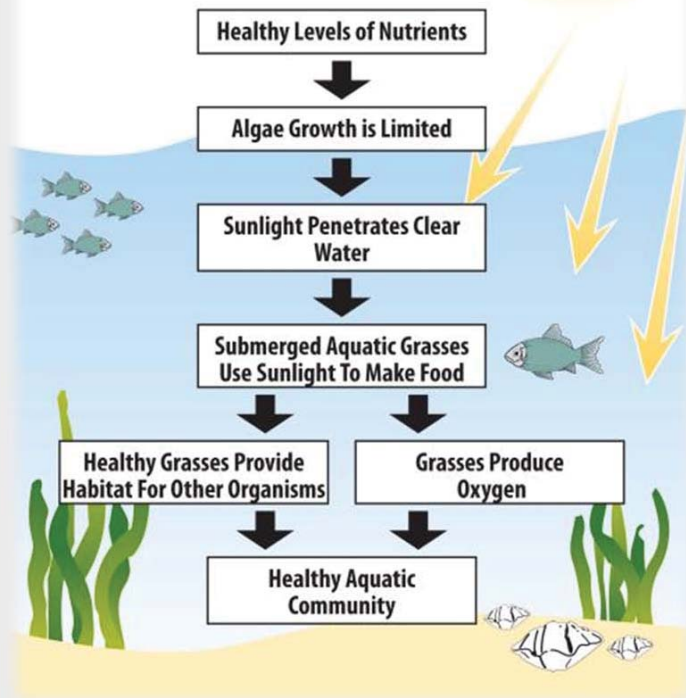 Healthy Levels of Nutrients
Algae Growth is Limited
Sunlight Penetrates Clear
Water
Submerged Aquatic Grasses
Use Sunlight To Make Food
Healthy Grasses Provide
Habitat For Other Organisms
Grasses Produce
Oxygen
Healthy Aquatic
Community